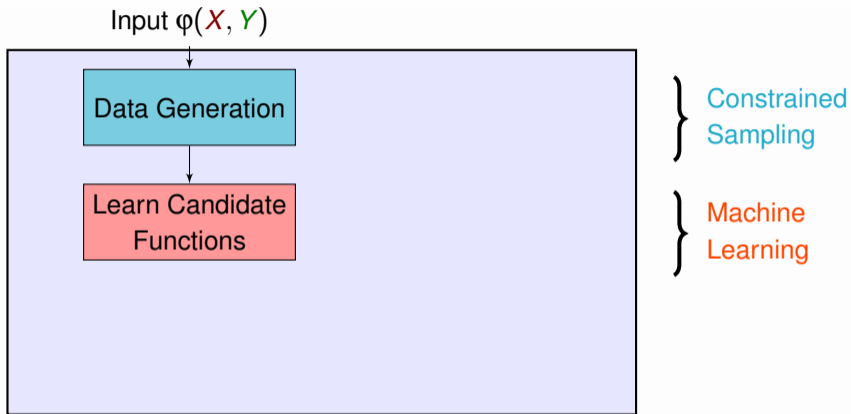 Input φ(X, Y)
Data Generation
Constrained
Sampling
Learn Candidate
Functions
Machine
Learning